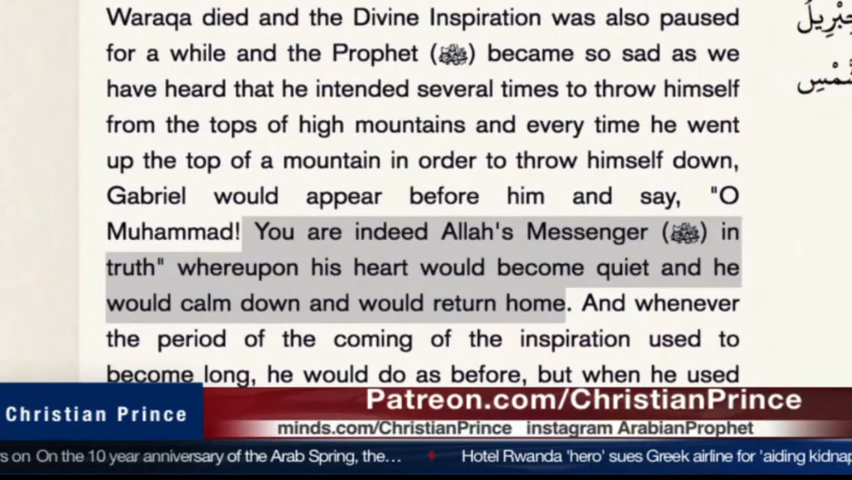 Waraqa died and the Divine Inspiration was also paused
for a while and the Prophet (ﷺ) became so sad as we
have heard that he intended several times to throw himself
from the tops of high mountains and every time he went
up the top of a mountain in order to throw himself down,
Gabriel would appear before him and say, "O
Muhammad! You are indeed Allah's Messenger (ﷺ) in
truth" whereupon his heart would become quiet and he
would calm down and would return home. And whenever
the period of the coming of the inspiration used to
become long, he would do as before, but when he used
Christian Prince
Patreon.com/ChristianPrince
minds.com/ChristianPrince instagram ArabianProphet
on On the 10 year anniversary of the Arab Spring, the... Hotel Rwanda 'hero' sues Greek airline for 'aiding